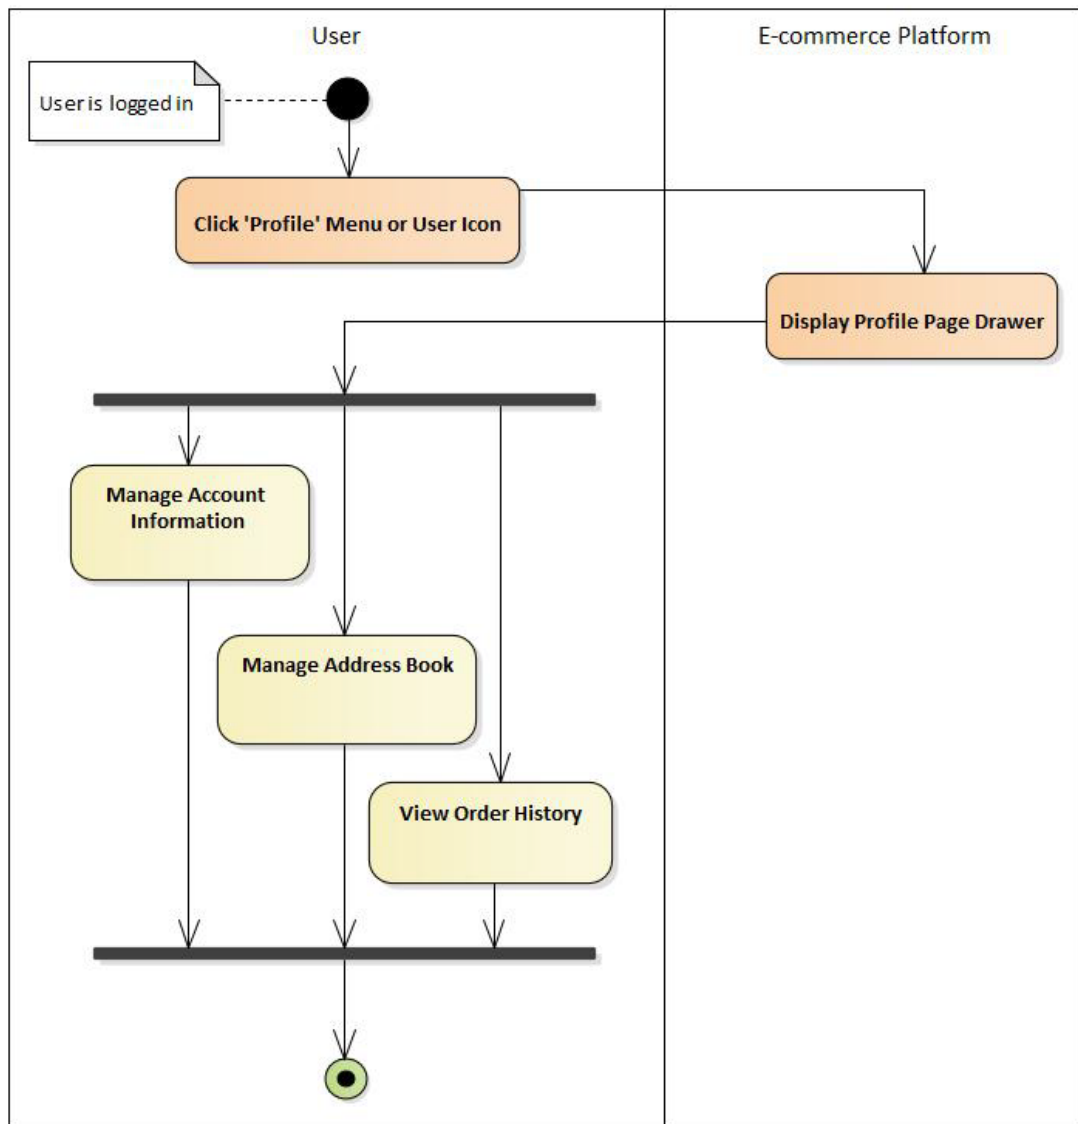 User
E-commerce Platform
User is logged in
Click 'Profile' Menu or User Icon
Display Profile Page Drawer
Manage Account
Information
Manage Address Book
View Order History